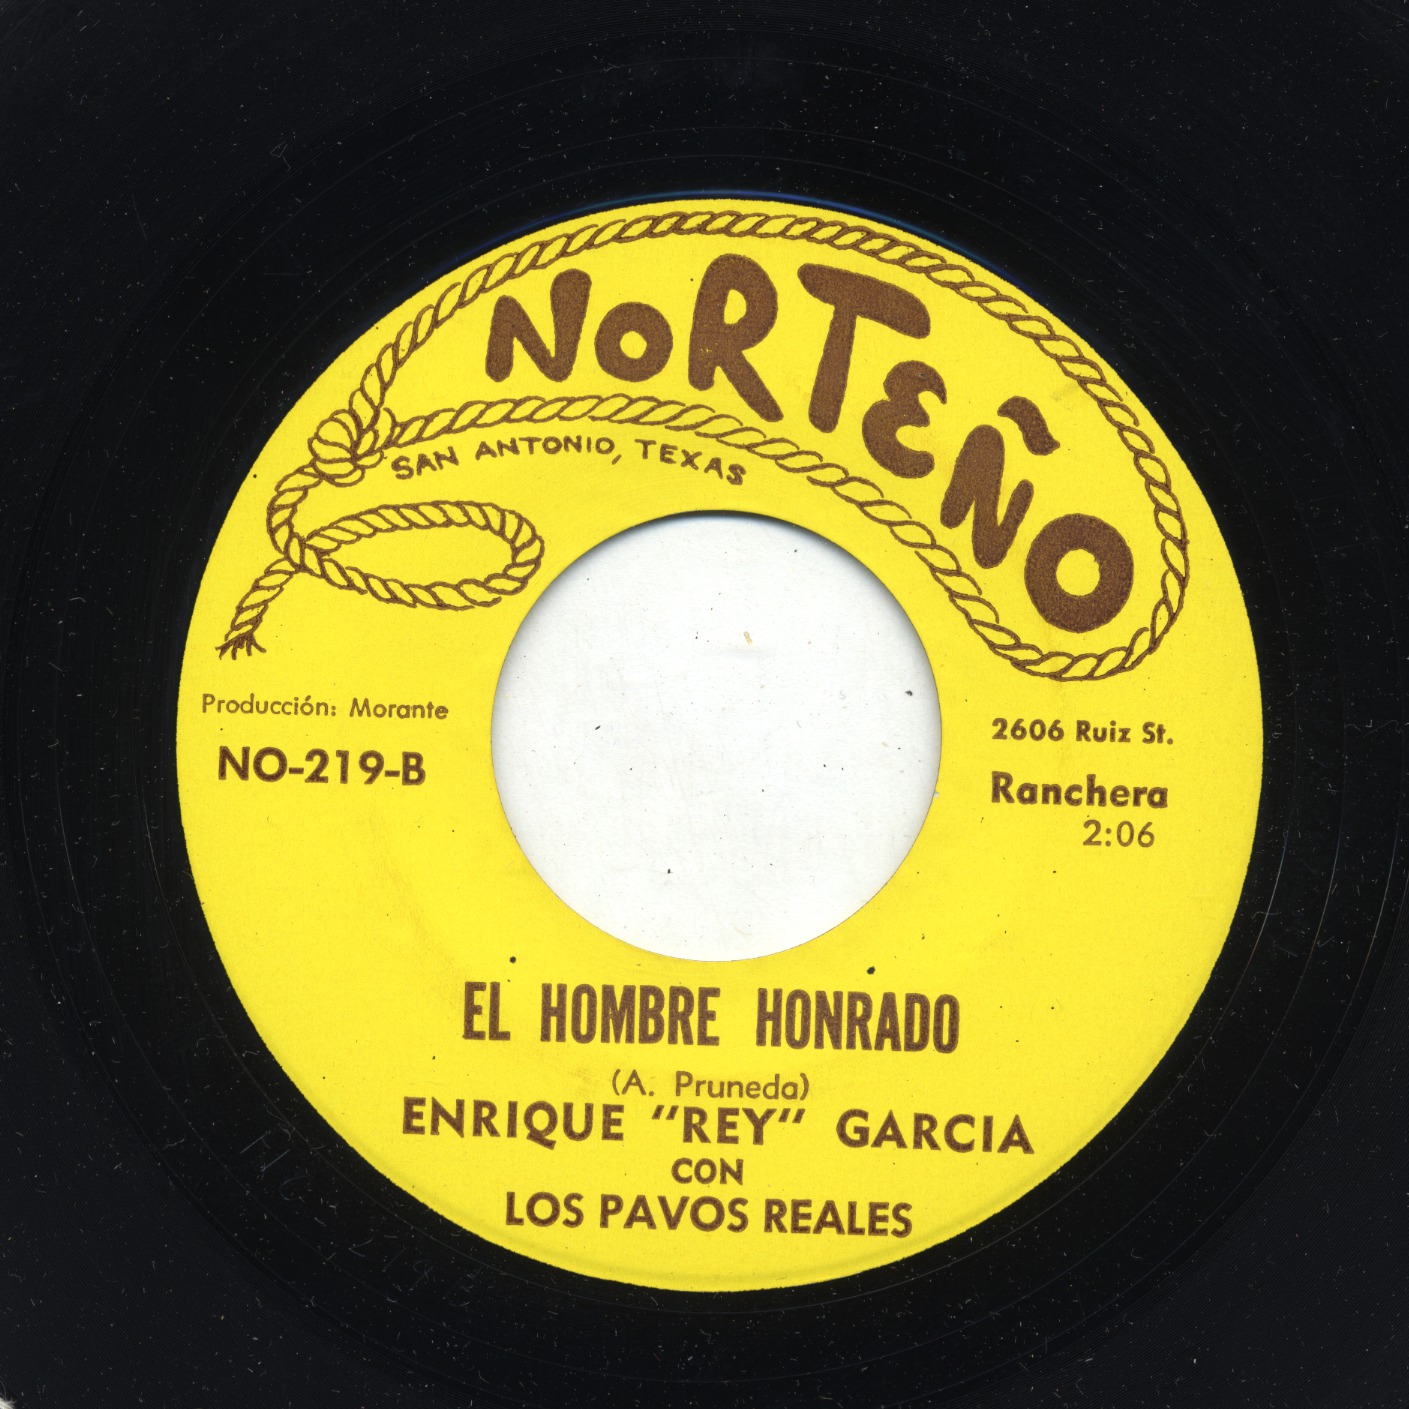 NORTEÑO
SAN ANTONIO, TEXAS
Producción: Morante
NO-219-B
2606 Ruiz St.
Ranchera
2:06
EL HOMBRE HONRADO
(A. Pruneda)
ENRIQUE "REY" GARCIA
CON
LOS PAVOS REALES